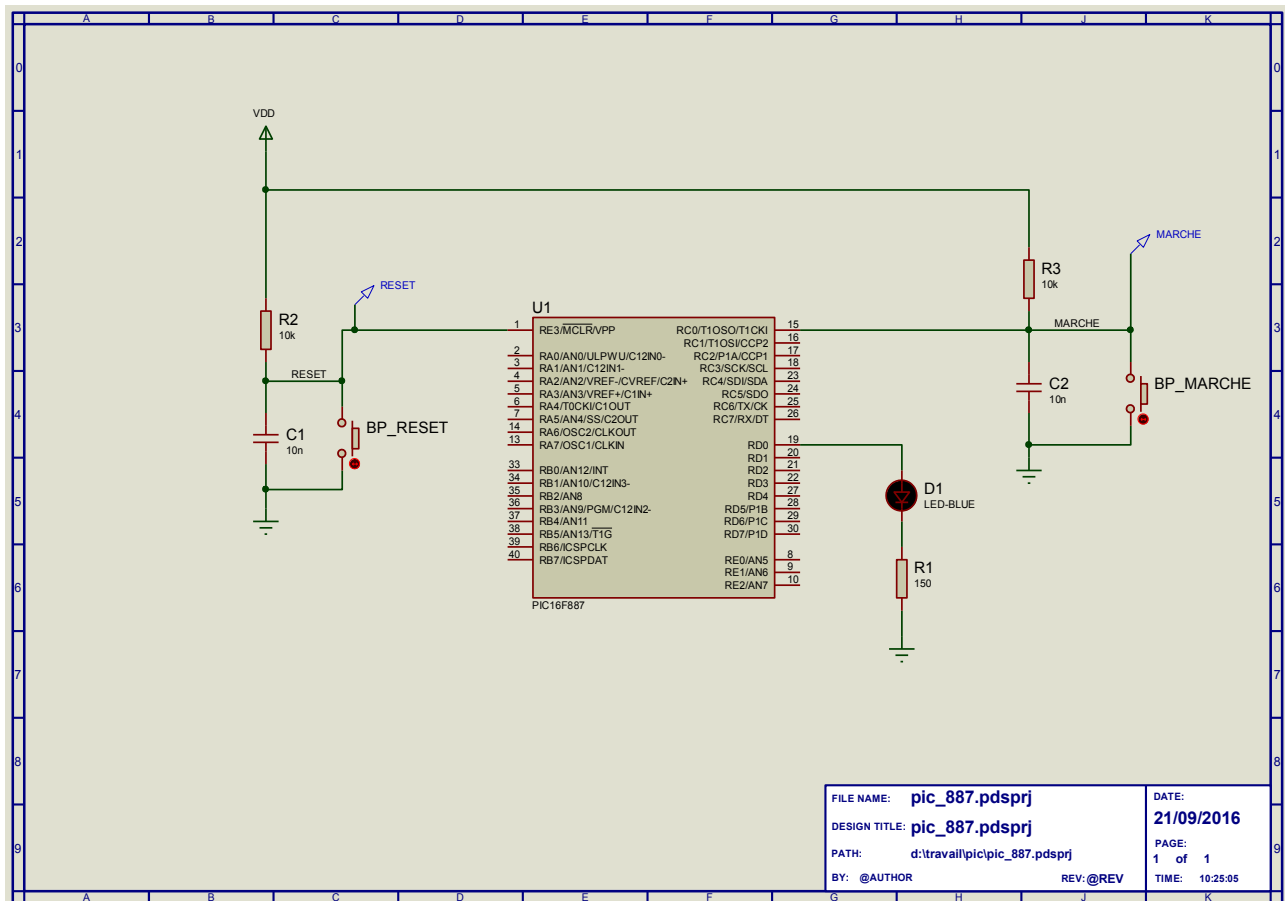 A B C D E F G H J K
0 0
1 1
2 2
3 3
4 4
5 5
6 6
7 7
8 8
9 9
VDD
R2
10k
RESET
RESET
C1
10n
BP_RESET
U1
1 RE3/MCLR/VPP
2 RA0/AN0/ULPWU/C12IN0-
3 RA1/AN1/C12IN1-
4 RA2/AN2/VREF-/CVREF/C2IN+
5 RA3/AN3/VREF+/C1IN+
6 RA4/T0CKI/C1OUT
7 RA5/AN4/SS/C2OUT
14 RA6/OSC2/CLKOUT
13 RA7/OSC1/CLKIN
33 RB0/AN12/INT
34 RB1/AN10/C12IN3-
35 RB2/AN8
36 RB3/AN9/PGM/C12IN2-
37 RB4/AN11
38 RB5/AN13/T1G
39 RB6/ICSPCLK
40 RB7/ICSPDAT
RC0/T1OSO/T1CKI 15
RC1/T1OSI/CCP2 16
RC2/P1A/CCP1 17
RC3/SCK/SCL 18
RC4/SDI/SDA 23
RC5/SDO 24
RC6/TX/CK 25
RC7/RX/DT 26
RD0 19
RD1 20
RD2 21
RD3 22
RD4 27
RD5/P1B 28
RD6/P1C 29
RD7/P1D 30
RE0/AN5 8
RE1/AN6 9
RE2/AN7 10
PIC16F887
MARCHE
R3
10k
MARCHE
C2
10n
BP_MARCHE
D1
LED-BLUE
R1
150
FILE NAME: pic_887.pdsprj
DESIGN TITLE: pic_887.pdsprj
PATH: d:\travail\pic\pic_887.pdsprj
BY: @AUTHOR REV:@REV
DATE:
21/09/2016
PAGE:
1 of 1
TIME: 10:25:05
A B C D E F G H J K